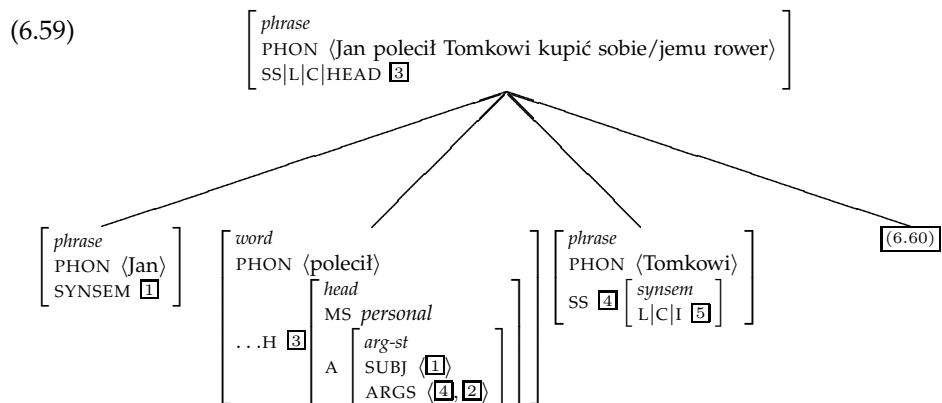 (6.59)
phrase
PHON ⟨Jan polecił Tomkowi kupić sobie/jemu rower⟩
SS|L|C|HEAD 3
phrase
PHON ⟨Jan⟩
SYNSEM 1
word
PHON ⟨polecił⟩
...H 3
head
MS personal
A
arg-st
SUBJ ⟨1⟩
ARGS ⟨4, 2⟩
phrase
PHON ⟨Tomkowi⟩
SS 4
synsem
L|C|I 5
(6.60)